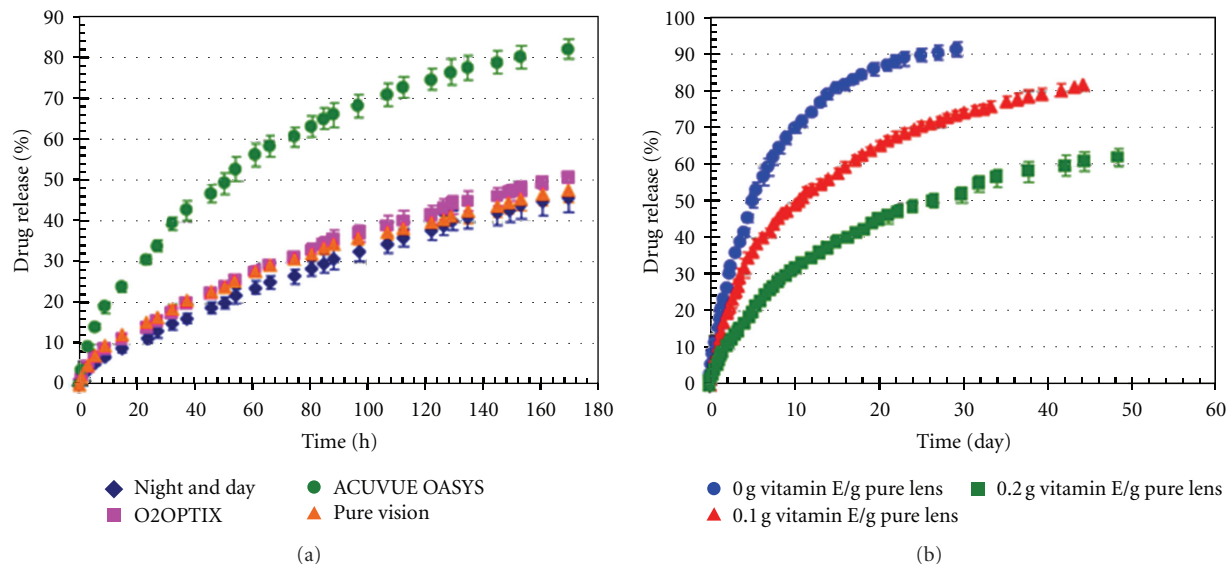 90
80
70
60
50
40
30
20
10
0
Drug release (%)
0 20 40 60 80 100 120 140 160 180
Time (h)
Night and day
ACUVUE OASYS
O2OPTIX
Pure vision
(a)
100
90
80
70
60
50
40
30
20
10
0
Drug release (%)
0 10 20 30 40 50 60
Time (day)
0 g vitamin E/g pure lens
0.2 g vitamin E/g pure lens
0.1 g vitamin E/g pure lens
(b)